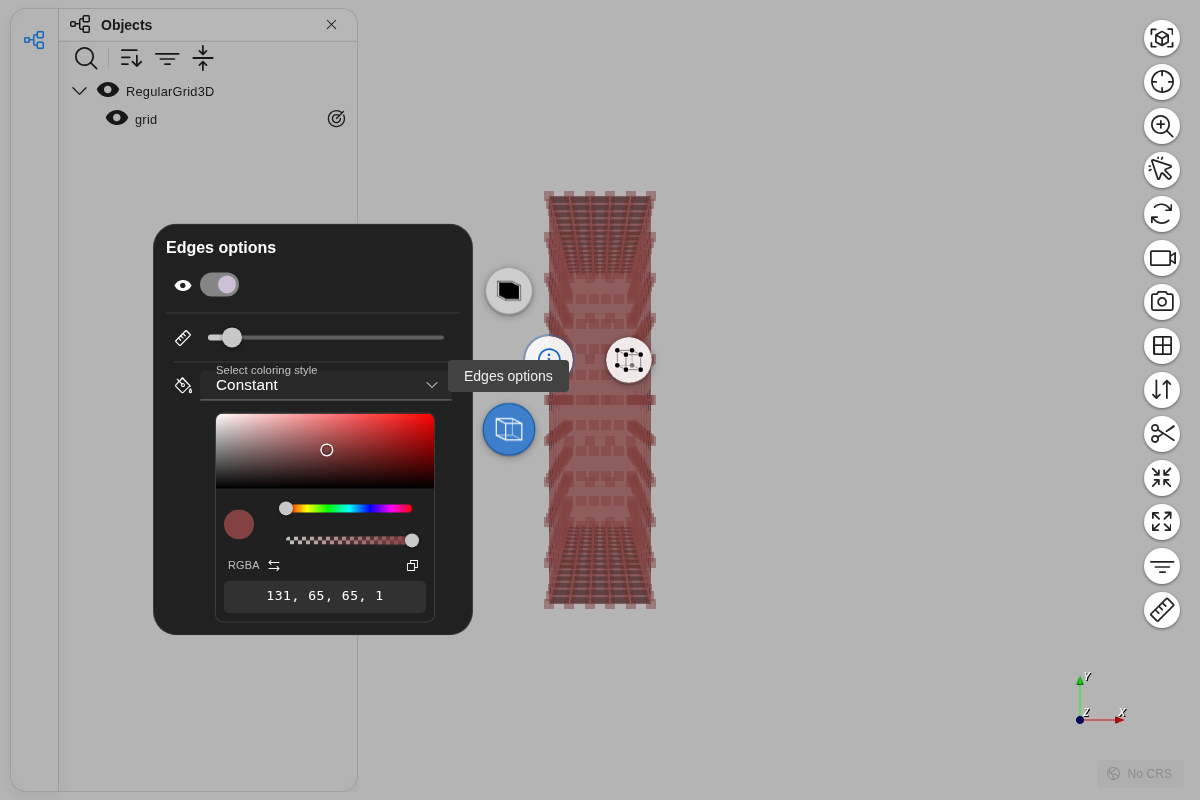 Objects
RegularGrid3D
grid
Edges options
Select coloring style
Constant
Edges options
RGBA
131, 65, 65, 1
Y
Z
X
No CRS